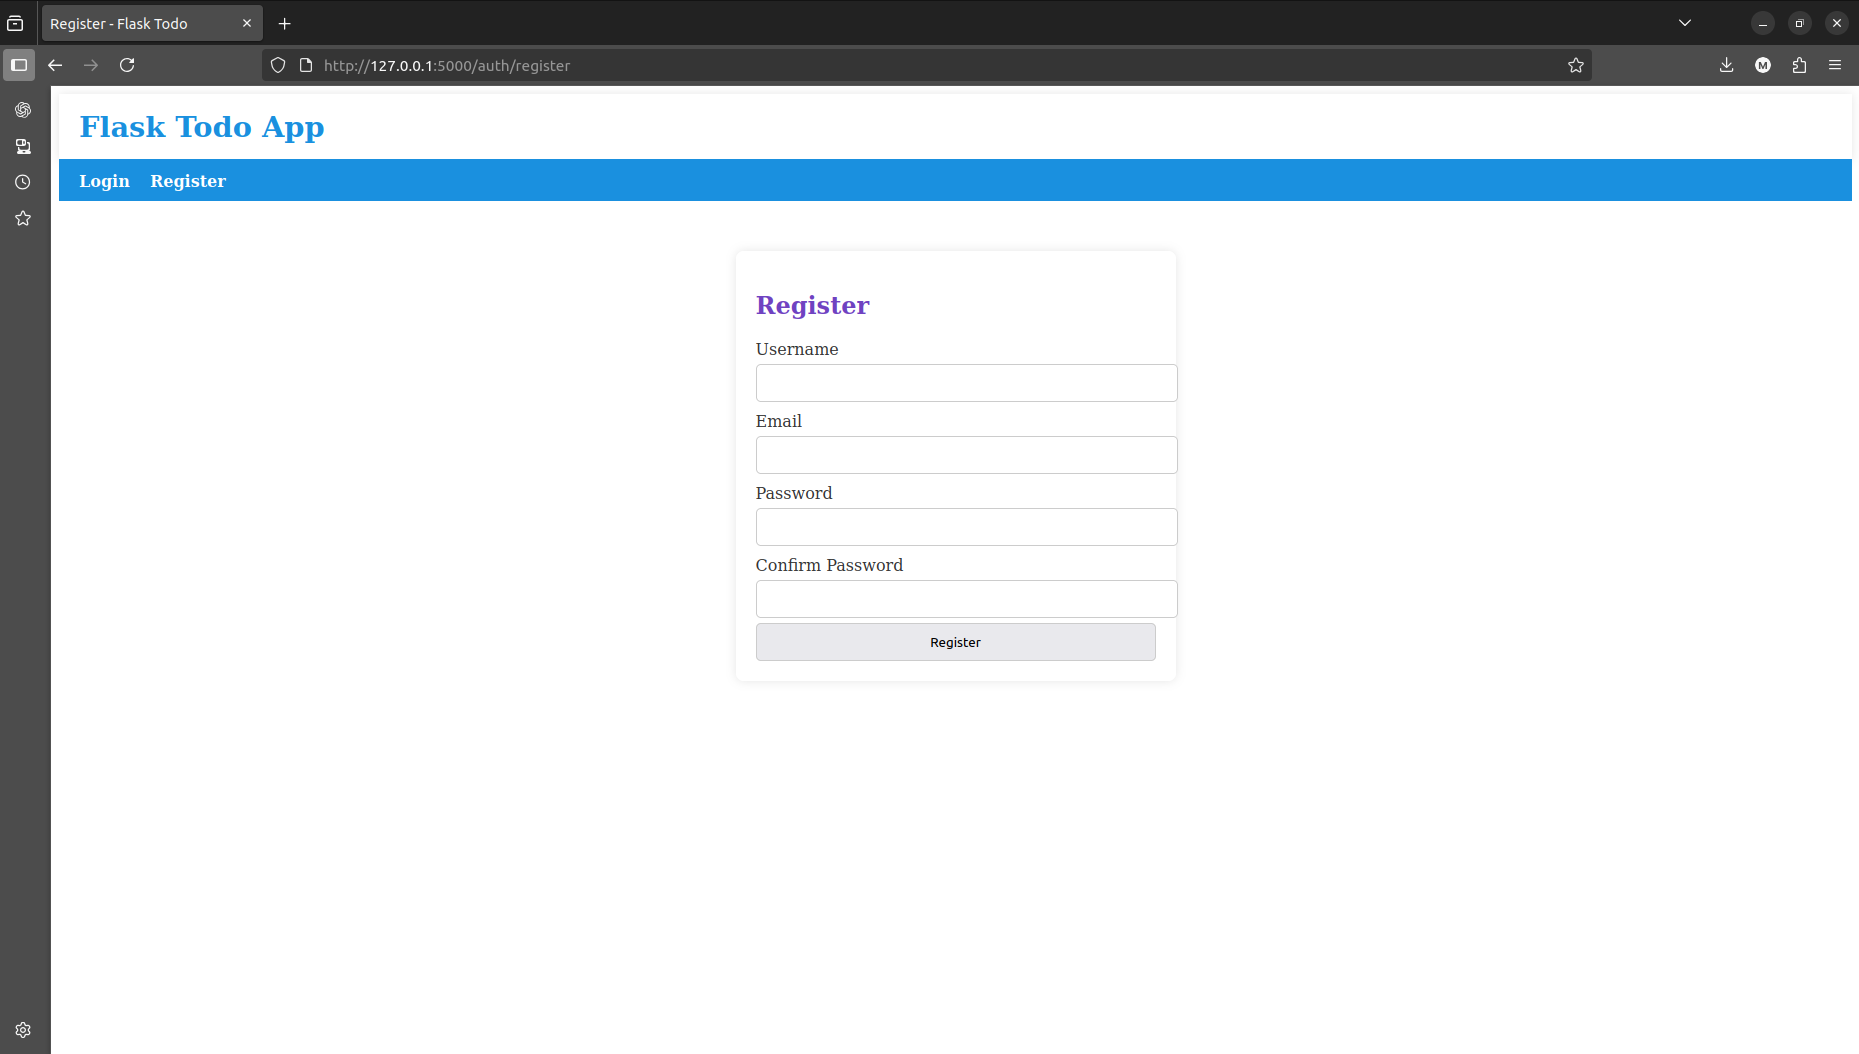 Register - Flask Todo
http://127.0.0.1:5000/auth/register
M
Flask Todo App
Login Register
Register
Username
Email
Password
Confirm Password
Register